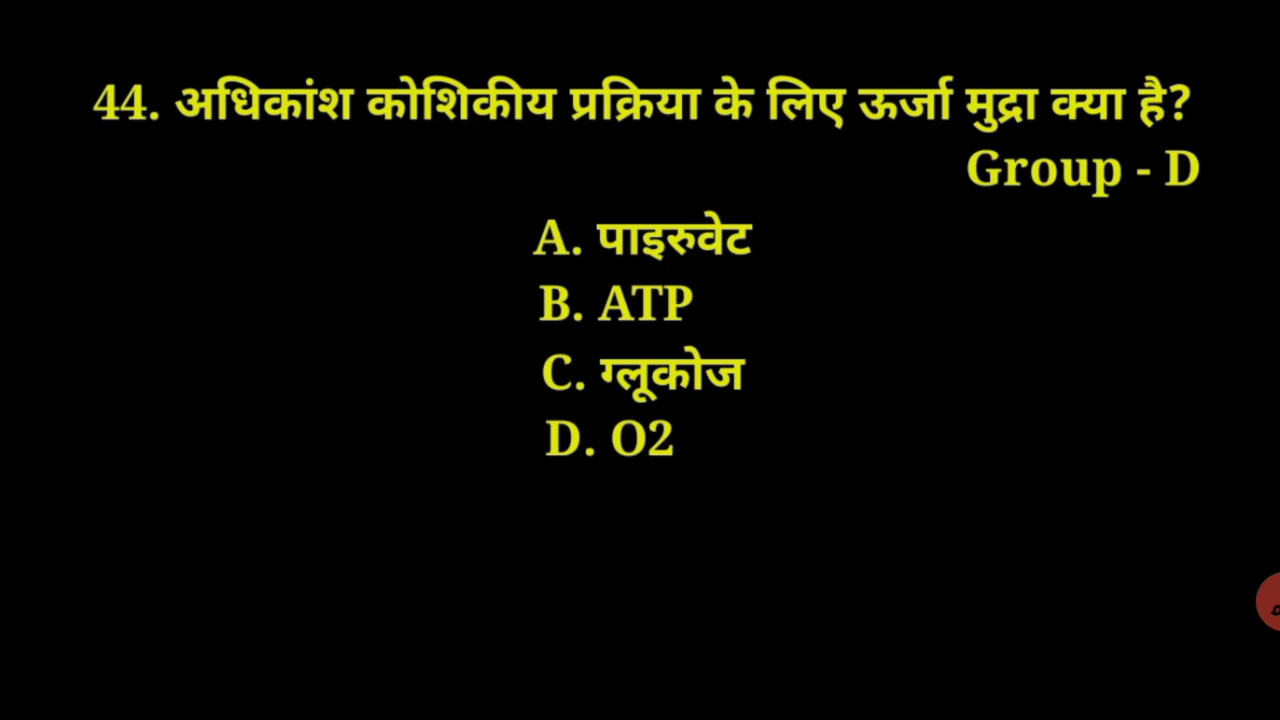 44. अधिकांश कोशिकीय प्रक्रिया के लिए ऊर्जा मुद्रा क्या है?
Group - D
A. पाइरुवेट
B. ATP
C. ग्लूकोज
D. O2